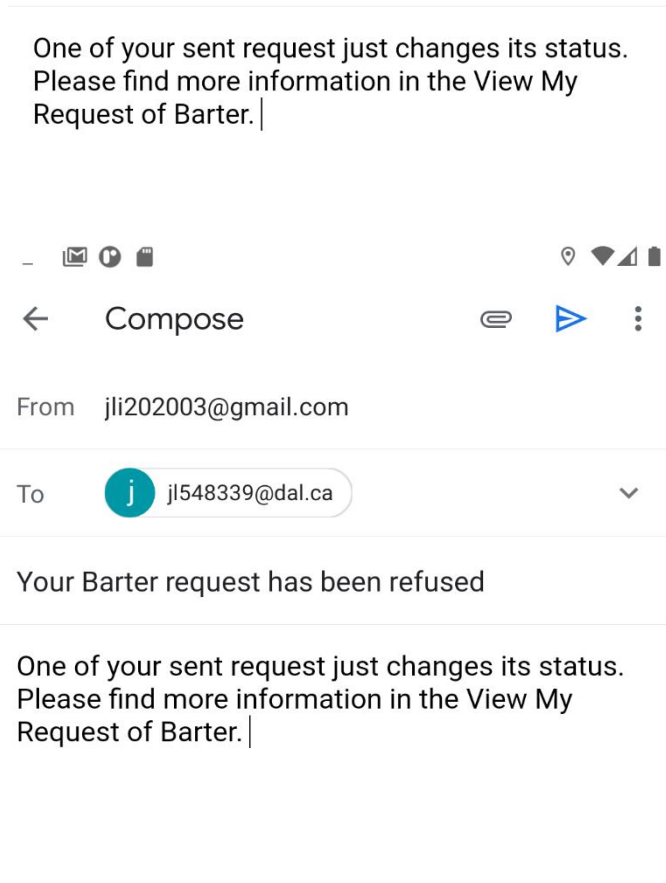 One of your sent request just changes its status.
Please find more information in the View My
Request of Barter.
Compose
From jli202003@gmail.com
To j jl548339@dal.ca
Your Barter request has been refused
One of your sent request just changes its status.
Please find more information in the View My
Request of Barter.